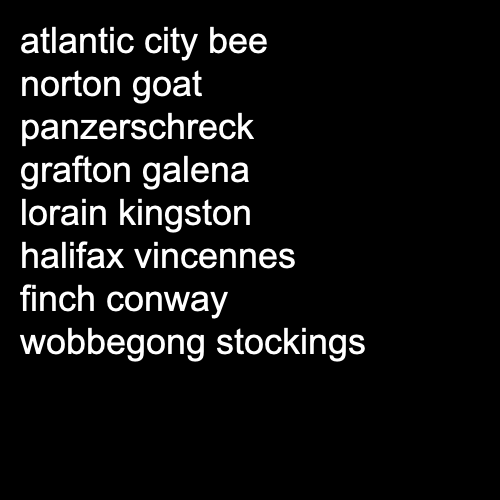 atlantic city bee
norton goat
panzerschreck
grafton galena
lorain kingston
halifax vincennes
finch conway
wobbegong stockings